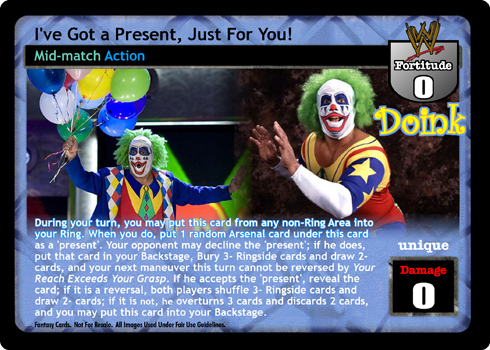 I've Got a Present, Just For You!
Mid-match Action
W
Fortitude
0
Doink
During your turn, you may put this card from any non-Ring Area into
your Ring. When you do, put 1 random Arsenal card under this card
as a 'present'. Your opponent may decline the 'present'; if he does,
put that card in your Backstage, Bury 3- Ringside cards and draw 2-
cards, and your next maneuver this turn cannot be reversed by Your
Reach Exceeds Your Grasp. If he accepts the 'present', reveal the
card; if it is a reversal, both players shuffle 3- Ringside cards and
draw 2- cards; if it is not, he overturns 3 cards and discards 2 cards,
and you may put this card into your Backstage.
unique
Damage
0
Fantasy Cards. Not For Resale. All Images Used Under Fair Use Guidelines.